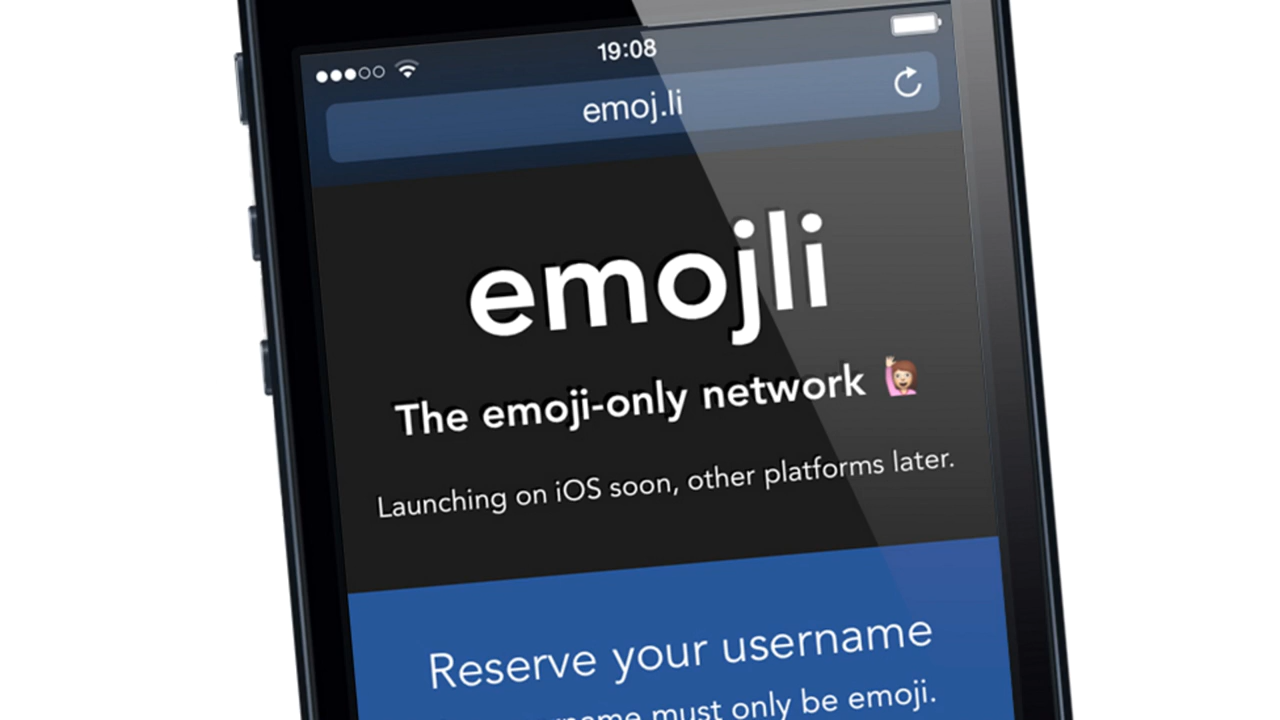 19:08
emoj.li
emojli
The emoji-only network 🙋
Launching on iOS soon, other platforms later.
Reserve your username
must only be emoji.